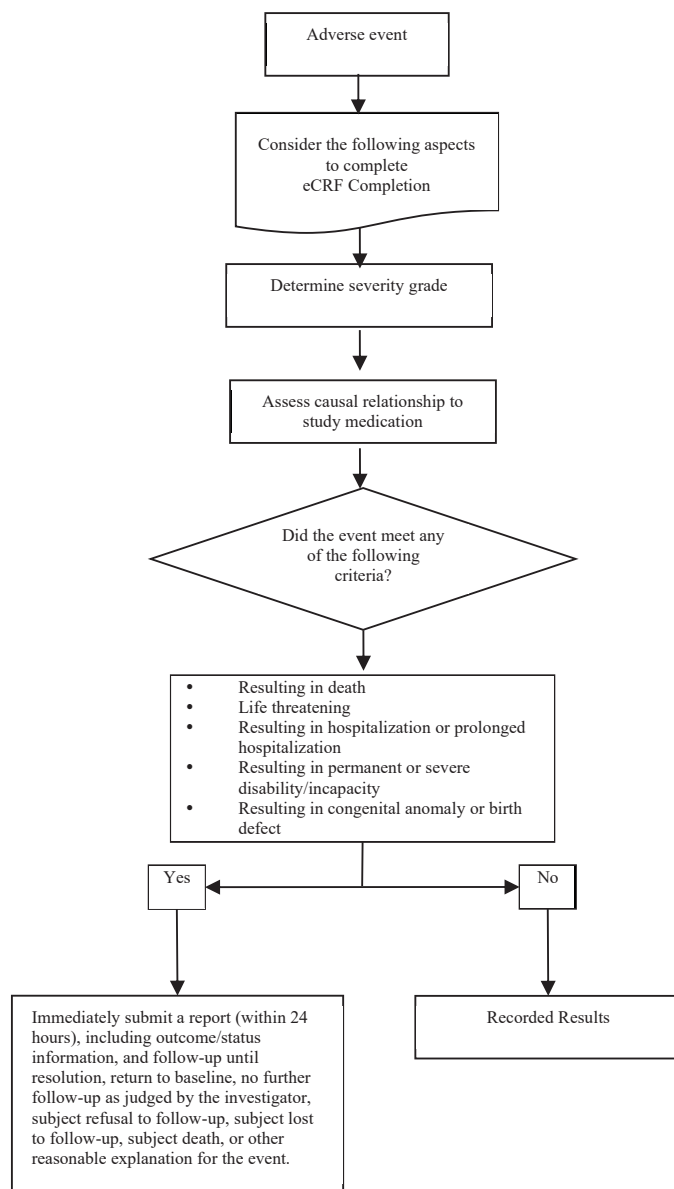 Adverse event
Consider the following aspects
to complete
eCRF Completion
Determine severity grade
Assess causal relationship to
study medication
Did the event meet any
of the following
criteria?
• Resulting in death
• Life threatening
• Resulting in hospitalization or prolonged
hospitalization
• Resulting in permanent or severe
disability/incapacity
• Resulting in congenital anomaly or birth
defect
Yes
No
Immediately submit a report (within 24
hours), including outcome/status
information, and follow-up until
resolution, return to baseline, no further
follow-up as judged by the investigator,
subject refusal to follow-up, subject lost
to follow-up, subject death, or other
reasonable explanation for the event.
Recorded Results